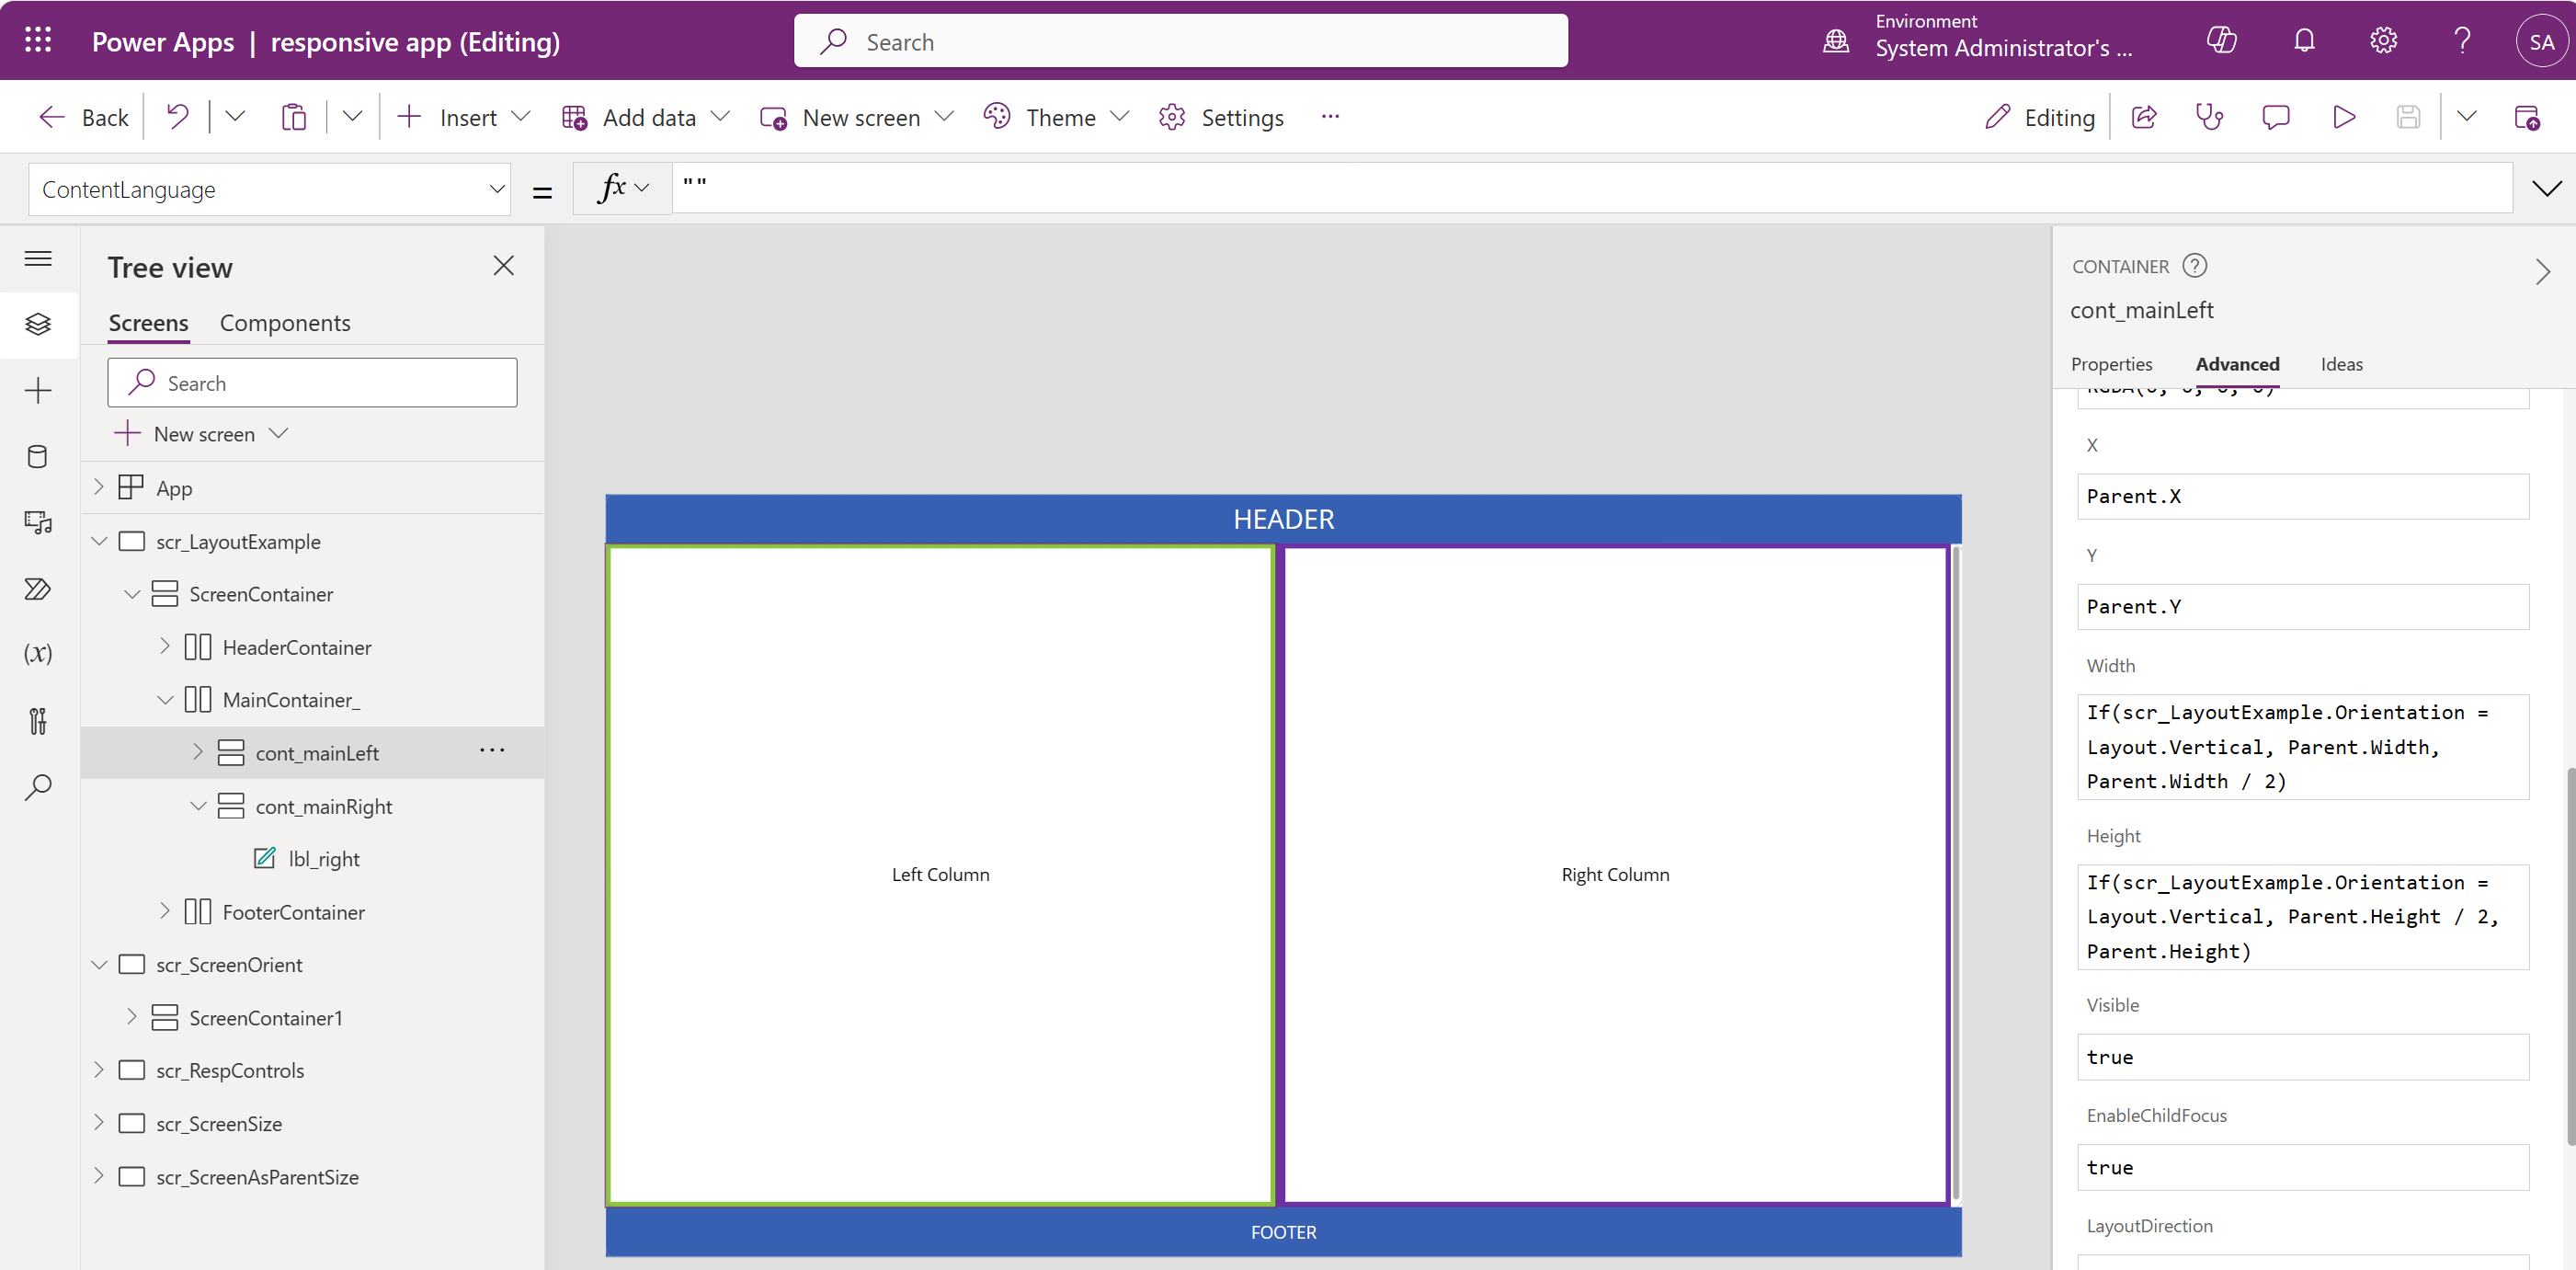 Power Apps | responsive app (Editing)
Search
Environment
System Administrator's ...
SA
Back
Insert
Add data
New screen
Theme
Settings
...
Editing
ContentLanguage
=
fx
""
Tree view
Screens
Components
Search
New screen
App
scr_LayoutExample
ScreenContainer
HeaderContainer
MainContainer_
cont_mainLeft
...
cont_mainRight
lbl_right
FooterContainer
scr_ScreenOrient
ScreenContainer1
scr_RespControls
scr_ScreenSize
scr_ScreenAsParentSize
(x)
HEADER
Left Column
Right Column
FOOTER
CONTAINER
cont_mainLeft
Properties
Advanced
Ideas
X
Parent.X
Y
Parent.Y
Width
If(scr_LayoutExample.Orientation =
Layout.Vertical, Parent.Width,
Parent.Width / 2)
Height
If(scr_LayoutExample.Orientation =
Layout.Vertical, Parent.Height / 2,
Parent.Height)
Visible
true
EnableChildFocus
true
LayoutDirection